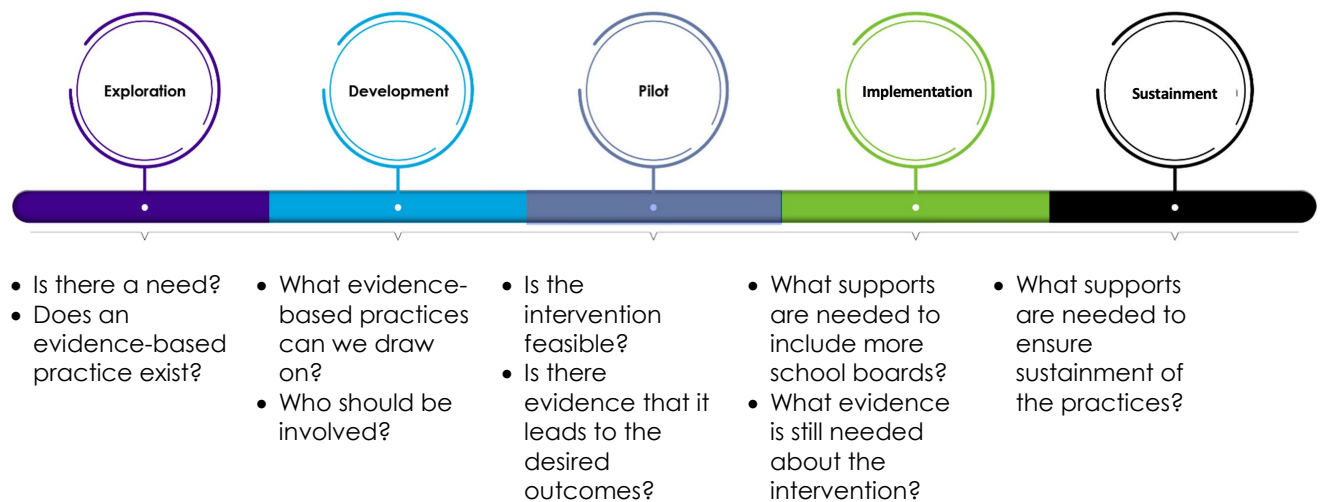 Exploration
Development
Pilot
Implementation
Sustainment
• Is there a need?
• Does an
evidence-based
practice exist?
• What evidence-
based practices
can we draw
on?
• Who should be
involved?
• Is the
intervention
feasible?
• Is there
evidence that it
leads to the
desired
outcomes?
• What supports
are needed to
include more
school boards?
• What evidence
is still needed
about the
intervention?
• What supports
are needed to
ensure
sustainment of
the practices?